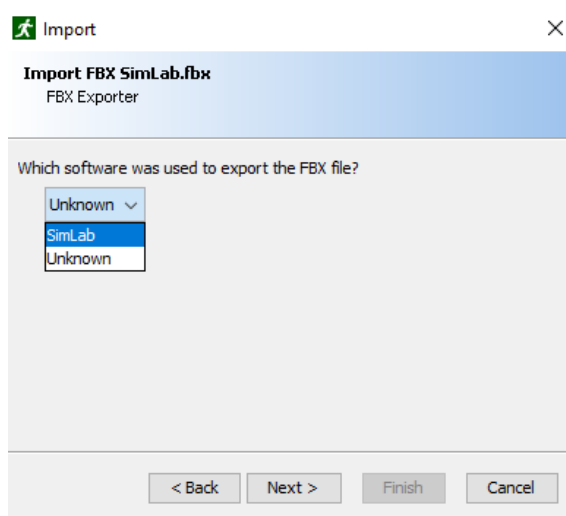 Import
Import FBX SimLab.fbx
FBX Exporter
Which software was used to export the FBX file?
Unknown
SimLab
Unknown
< Back Next > Finish Cancel